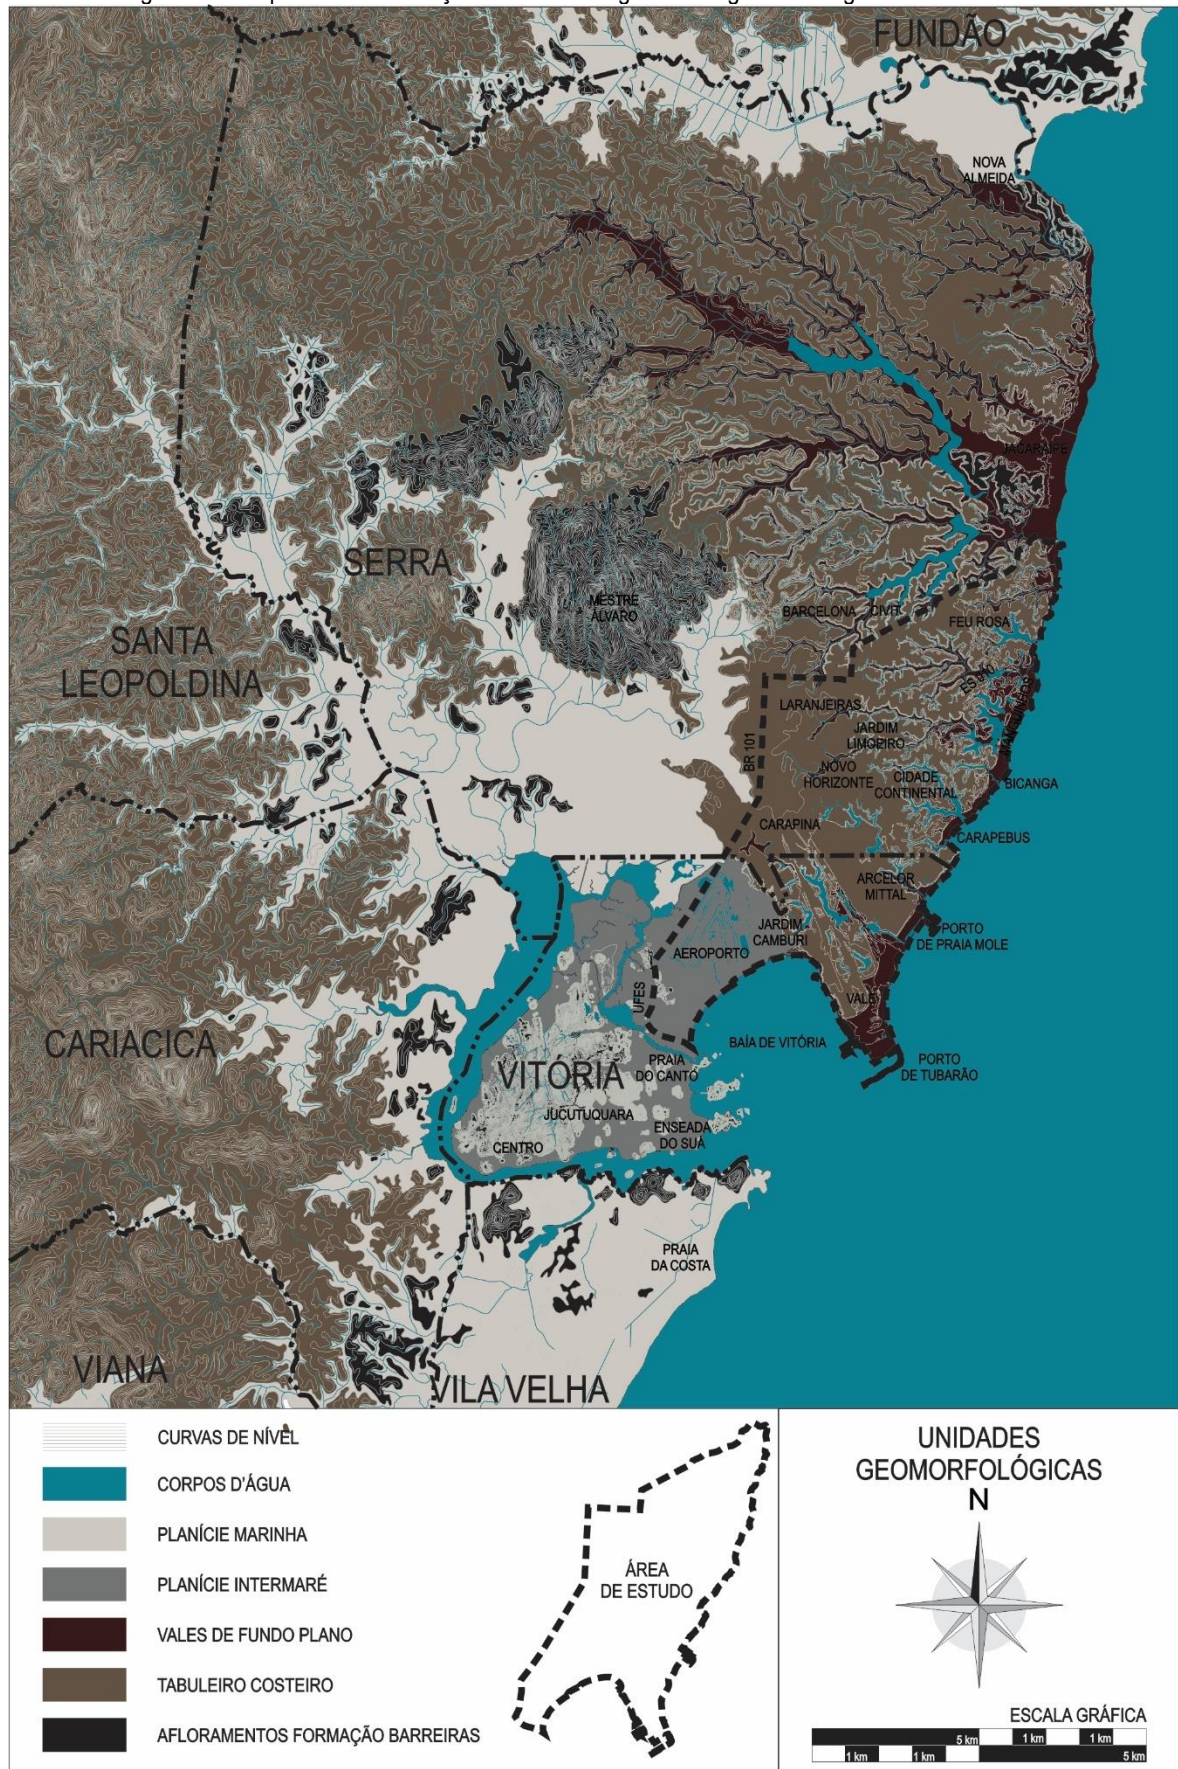 FUNDÃO
NOVA
ALMEIDA
JACARAÍPE
SERRA
MESTRE
ÁLVARO
BARCELONA
CIVIT
FEU ROSA
SANTA
LEOPOLDINA
LARANJEIRAS
MANGUINHOS
BR 101
JARDIM
LIMOEIRO
NOVO
HORIZONTE
CIDADE
CONTINENTAL
BICANGA
CARAPINA
CARAPEBUS
ARCELOR
MITTAL
JARDIM
CAMBURI
PORTO
DE PRAIA MOLE
AEROPORTO
UFES
VALE
CARIACICA
BAÍA DE VITÓRIA
PRAIA
DO CANTO
PORTO
DE TUBARÃO
VITÓRIA
JUCUTUQUARA
ENSEADA
DO SUÁ
CENTRO
PRAIA
DA COSTA
VIANA
VILA VELHA
CURVAS DE NÍVEL
CORPOS D'ÁGUA
PLANÍCIE MARINHA
PLANÍCIE INTERMARÉ
VALES DE FUNDO PLANO
TABULEIRO COSTEIRO
AFLORAMENTOS FORMAÇÃO BARREIRAS
ÁREA
DE ESTUDO
UNIDADES
GEOMORFOLÓGICAS
N
ESCALA GRÁFICA
5 km 1 km 1 km
1 km 1 km 5 km